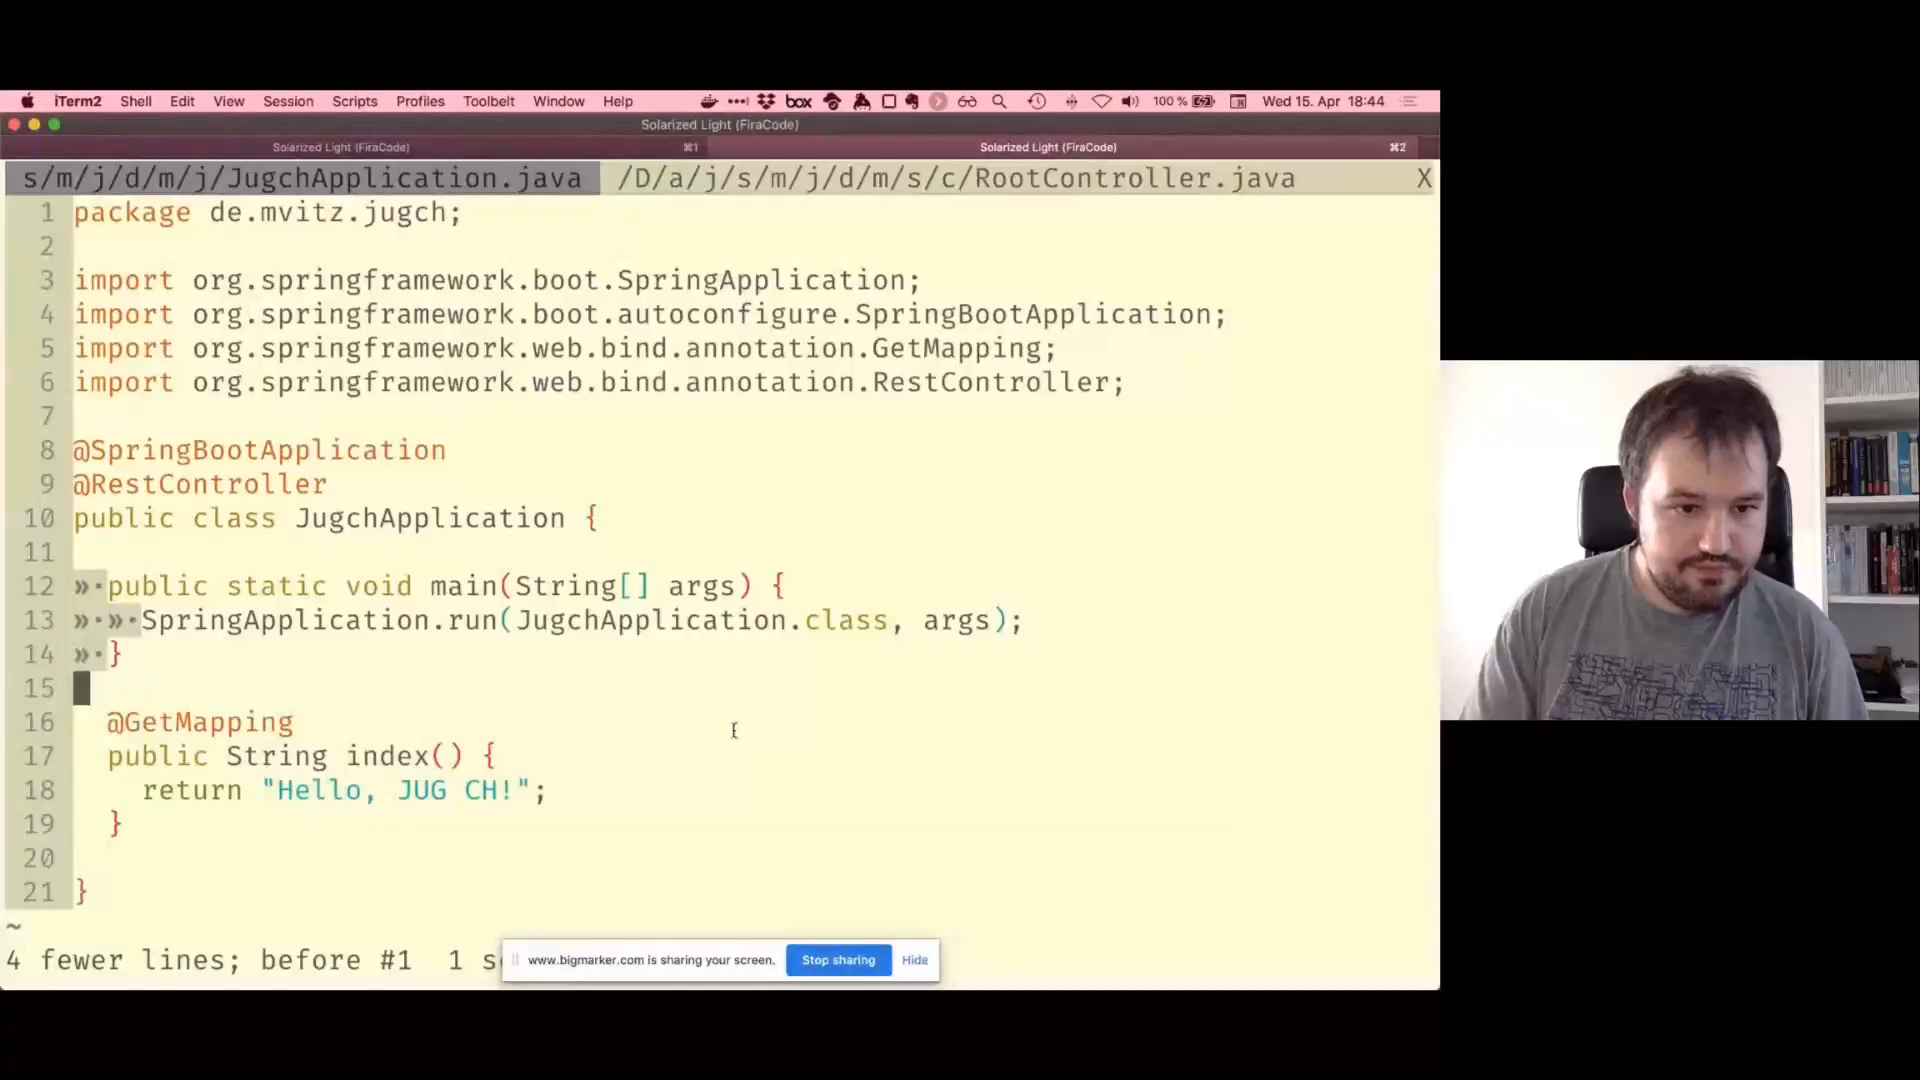 iTerm2 Shell Edit View Session Scripts Profiles Toolbelt Window Help box 100 % Wed 15. Apr 18:44
Solarized Light (FiraCode)
Solarized Light (FiraCode) ⌘1 Solarized Light (FiraCode) ⌘2
s/m/j/d/m/j/JugchApplication.java /D/a/j/s/m/j/d/m/s/c/RootController.java X
1 package de.mvitz.jugch;
2
3 import org.springframework.boot.SpringApplication;
4 import org.springframework.boot.autoconfigure.SpringBootApplication;
5 import org.springframework.web.bind.annotation.GetMapping;
6 import org.springframework.web.bind.annotation.RestController;
7
8 @SpringBootApplication
9 @RestController
10 public class JugchApplication {
11
12 »·public static void main(String[] args) {
13 »·»·SpringApplication.run(JugchApplication.class, args);
14 »·}
15
16 @GetMapping
17 public String index() {
18 return "Hello, JUG CH!";
19 }
20
21 }
~
4 fewer lines; before #1 1 s
www.bigmarker.com is sharing your screen. Stop sharing Hide